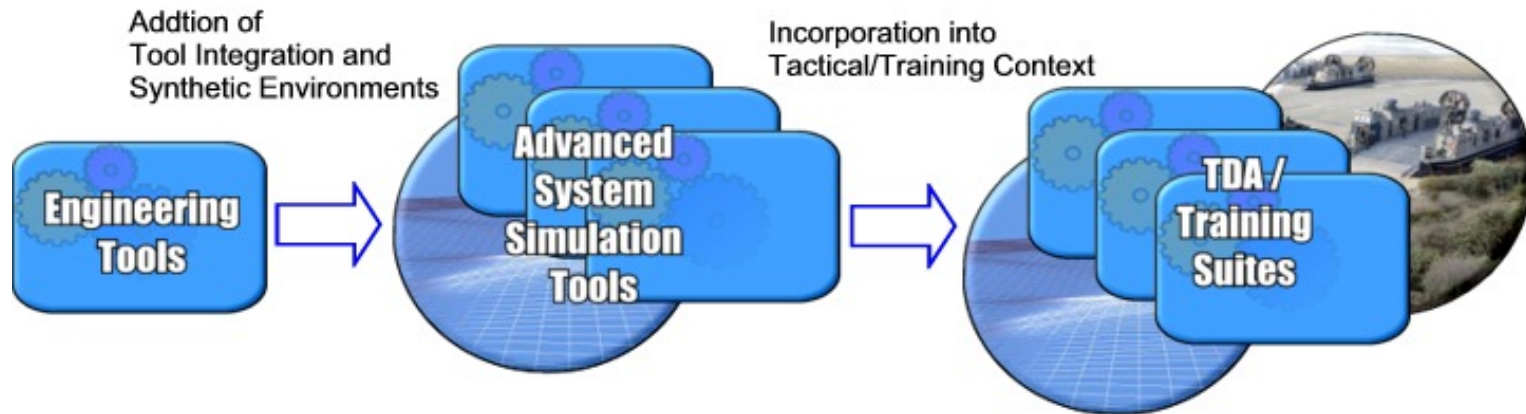 Addtion of
Tool Integration and
Synthetic Environments
Incorporation into
Tactical/Training Context
Engineering
Tools
Advanced
System
Simulation
Tools
TDA /
Training
Suites